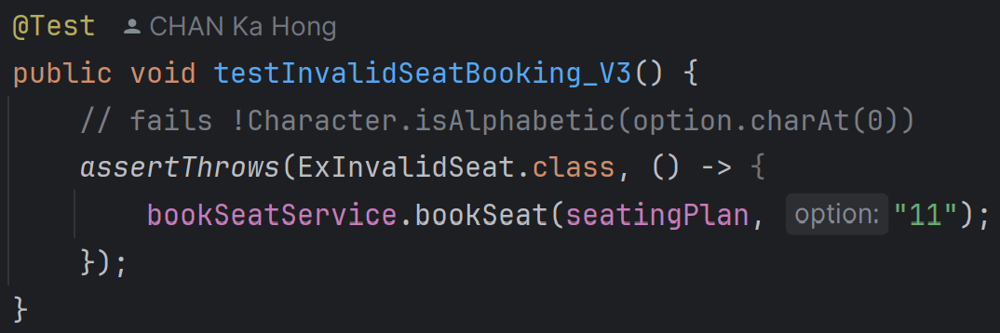 @Test CHAN Ka Hong
public void testInvalidSeatBooking_V3() {
// fails !Character.isAlphabetic(option.charAt(0))
assertThrows(ExInvalidSeat.class, () -> {
bookSeatService.bookSeat(seatingPlan, option: "11");
});
}